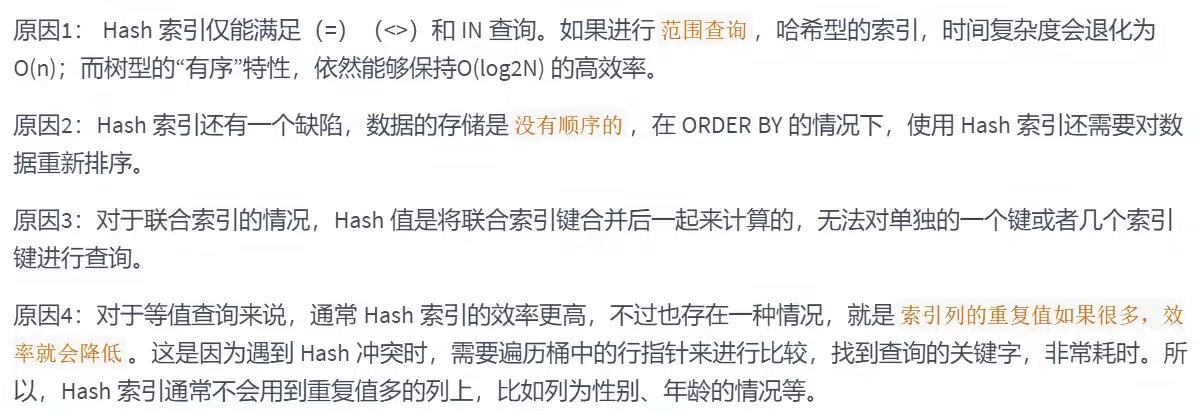 原因1： Hash 索引仅能满足（=）（<>）和 IN 查询。如果进行 范围查询 ，哈希型的索引，时间复杂度会退化为
O(n)；而树型的“有序”特性，依然能够保持O(log2N) 的高效率。
原因2：Hash 索引还有一个缺陷，数据的存储是 没有顺序的 ，在 ORDER BY 的情况下，使用 Hash 索引还需要对数
据重新排序。
原因3：对于联合索引的情况，Hash 值是将联合索引键合并后一起来计算的，无法对单独的一个键或者几个索引
键进行查询。
原因4：对于等值查询来说，通常 Hash 索引的效率更高，不过也存在一种情况，就是 索引列的重复值如果很多，效
率就会降低 。这是因为遇到 Hash 冲突时，需要遍历桶中的行指针来进行比较，找到查询的关键字，非常耗时。所
以，Hash 索引通常不会用到重复值多的列上，比如列为性别、年龄的情况等。